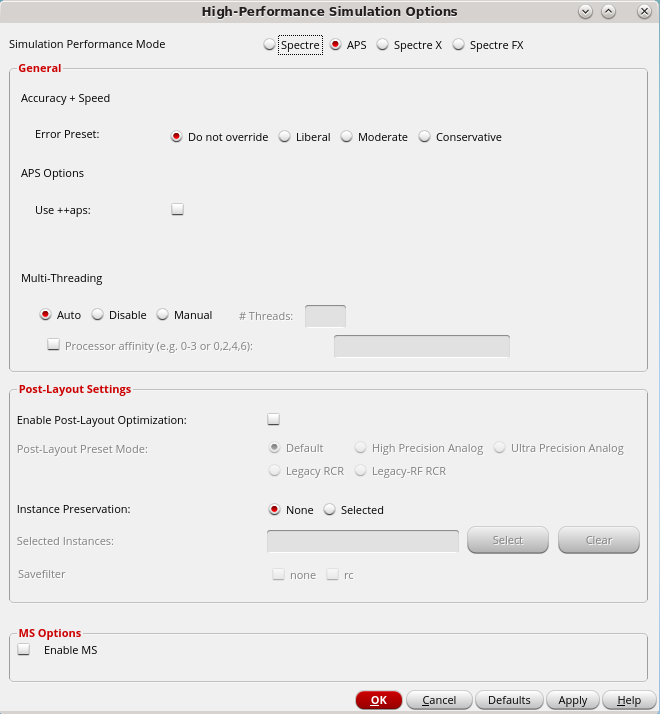 High-Performance Simulation Options
Simulation Performance Mode Spectre APS Spectre X Spectre FX
General
Accuracy + Speed
Error Preset: Do not override Liberal Moderate Conservative
APS Options
Use ++aps:
Multi-Threading
Auto Disable Manual # Threads:
Processor affinity (e.g. 0-3 or 0,2,4,6):
Post-Layout Settings
Enable Post-Layout Optimization:
Post-Layout Preset Mode: Default High Precision Analog Ultra Precision Analog
Legacy RCR Legacy-RF RCR
Instance Preservation: None Selected
Selected Instances: Select Clear
Savefilter none rc
MS Options
Enable MS
OK Cancel Defaults Apply Help